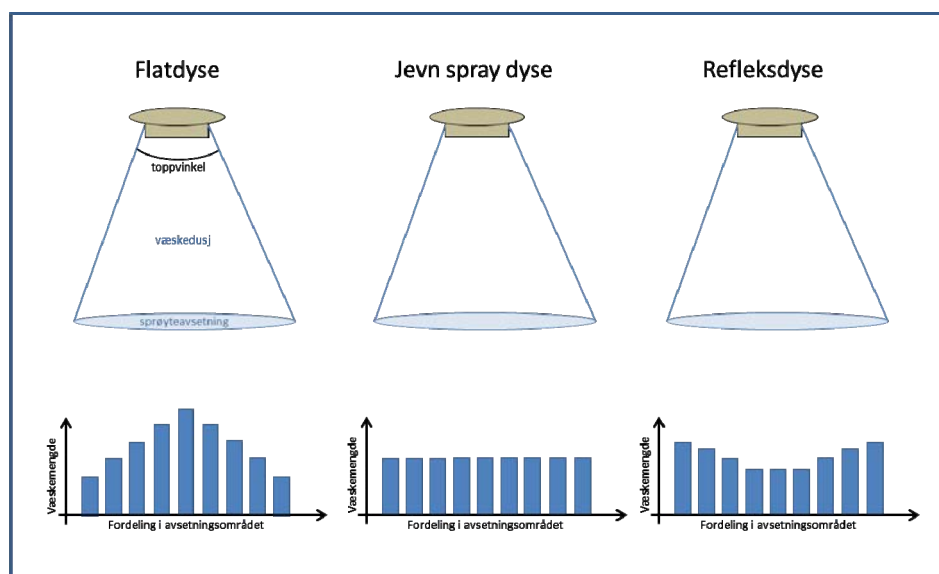 Flatdyse
Jevn spray dyse
Refleksdyse
toppvinkel
væskedusj
sprøyteavsetning
Væskemengde
Fordeling i avsetningsområdet
Væskemengde
Fordeling i avsetningsområdet
Væskemengde
Fordeling i avsetningsområdet